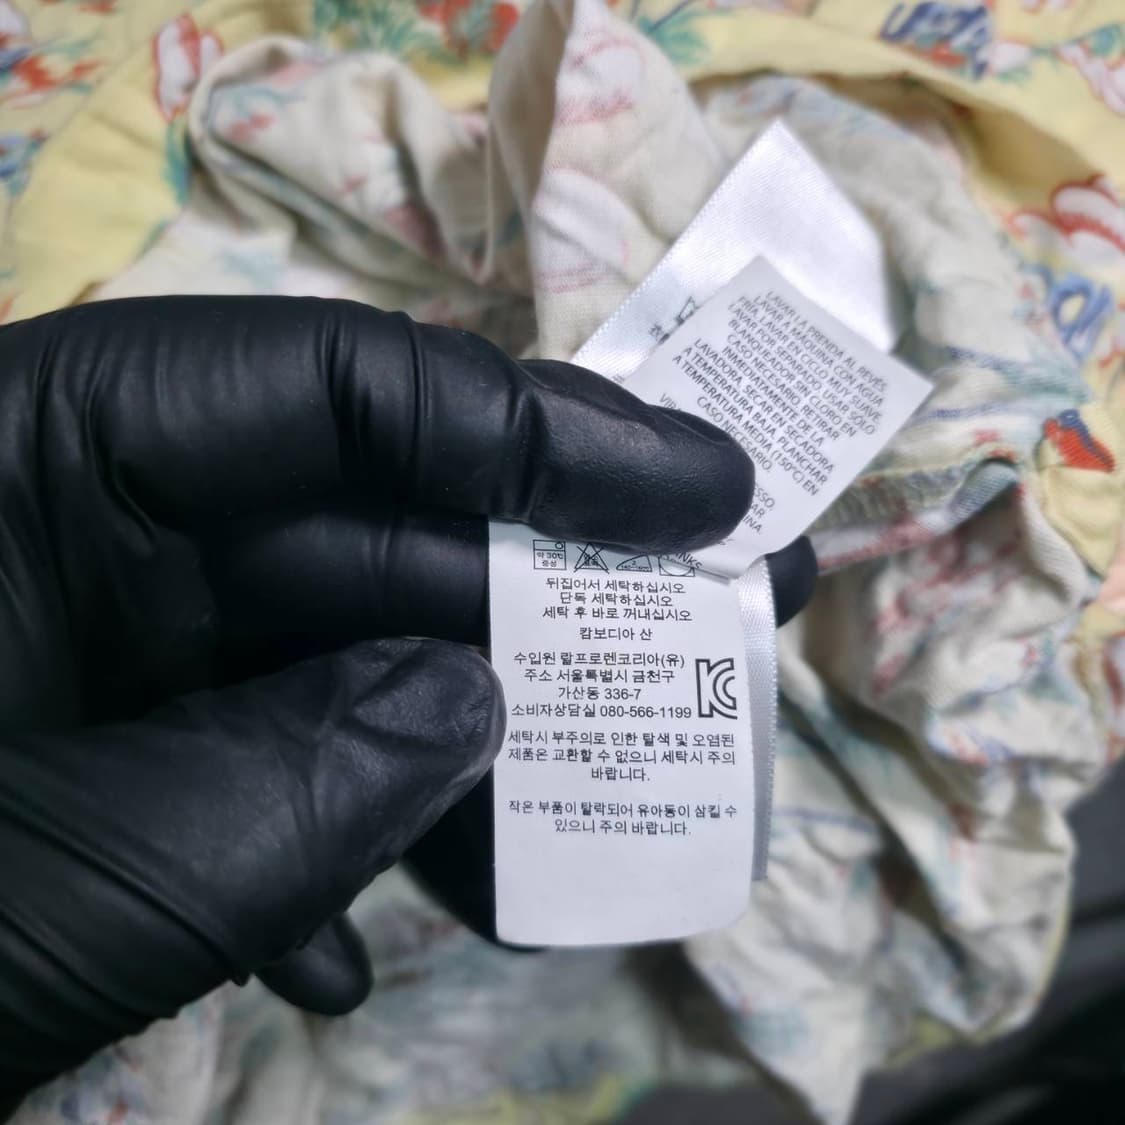 LAVAR LA PRENDA AL REVÉS.
LAVAR A MÁQUINA CON AGUA
FRÍA. LAVAR EN CICLO MUY SUAVE.
LAVAR POR SEPARADO. USAR SOLO
BLANQUEADOR SIN CLORO EN
CASO NECESARIO. RETIRAR
INMEDIATAMENTE DE LA
LAVADORA. SECAR EN SECADORA
A TEMPERATURA BAJA. PLANCHAR
A TEMPERATURA MEDIA (150°C) EN
CASO NECESARIO.
약 30℃
중성
뒤집어서 세탁하십시오
단독 세탁하십시오
세탁 후 바로 꺼내십시오
캄보디아 산
수입원 랄프로렌코리아(유)
주소 서울특별시 금천구
가산동 336-7
소비자상담실 080-566-1199
세탁시 부주의로 인한 탈색 및 오염된
제품은 교환할 수 없으니 세탁시 주의
바랍니다.
작은 부품이 탈락되어 유아동이 삼킬 수
있으니 주의 바랍니다.